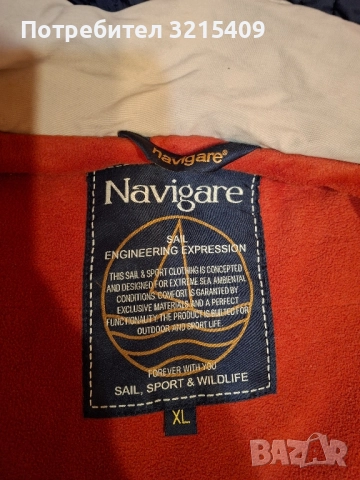 Потребител 3215409
navigare®
Navigare
SAIL
ENGINEERING EXPRESSION
THIS SAIL & SPORT CLOTHING IS CONCEPTED
AND DESIGNED FOR EXTREME SEA AMBIENTAL
CONDITIONS. COMFORT IS GARANTED BY
EXCLUSIVE MATERIALS AND A PERFECT
FUNCTIONALITY. THE PRODUCT IS SUITED FOR
OUTDOOR AND SPORT LIFE.
FOREVER WITH YOU
SAIL, SPORT & WILDLIFE
XL
BAZAR